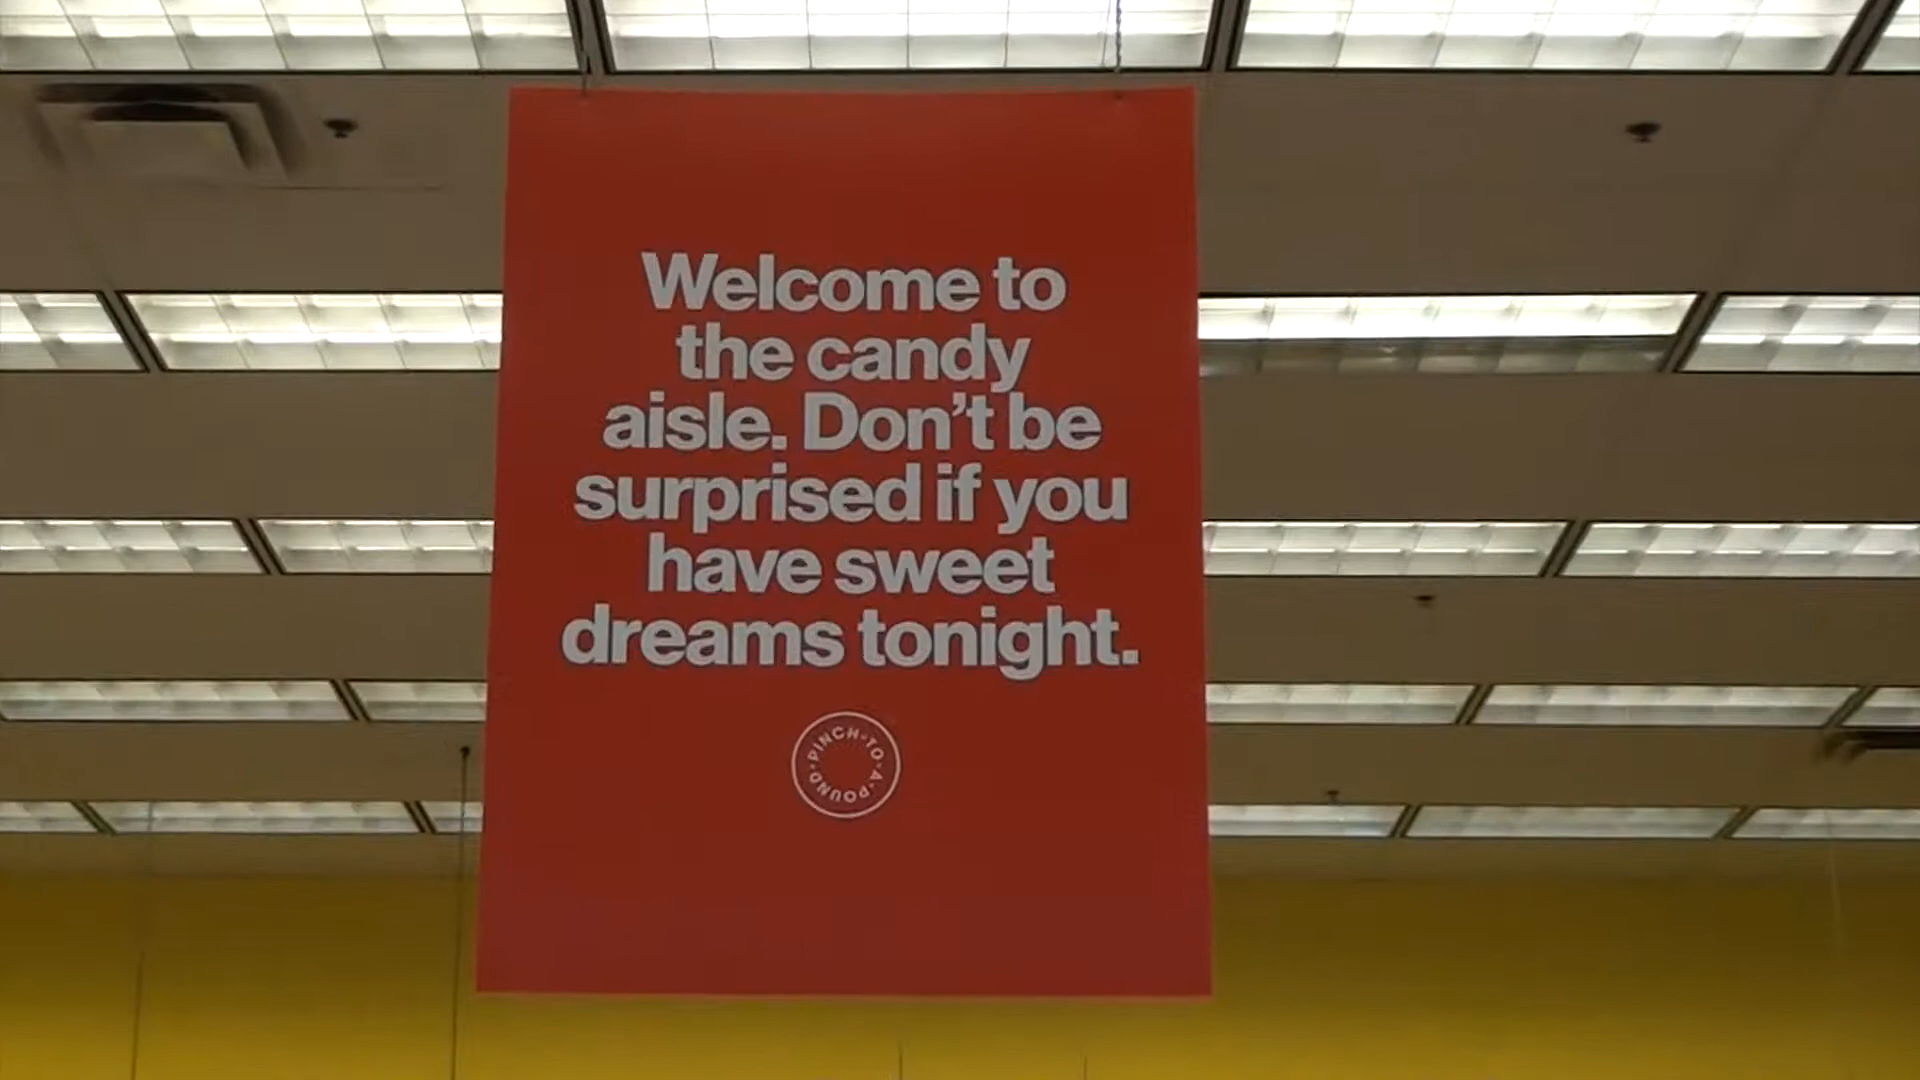 Welcome to
the candy
aisle. Don't be
surprised if you
have sweet
dreams tonight.
PINCH-TO-A-POUND-